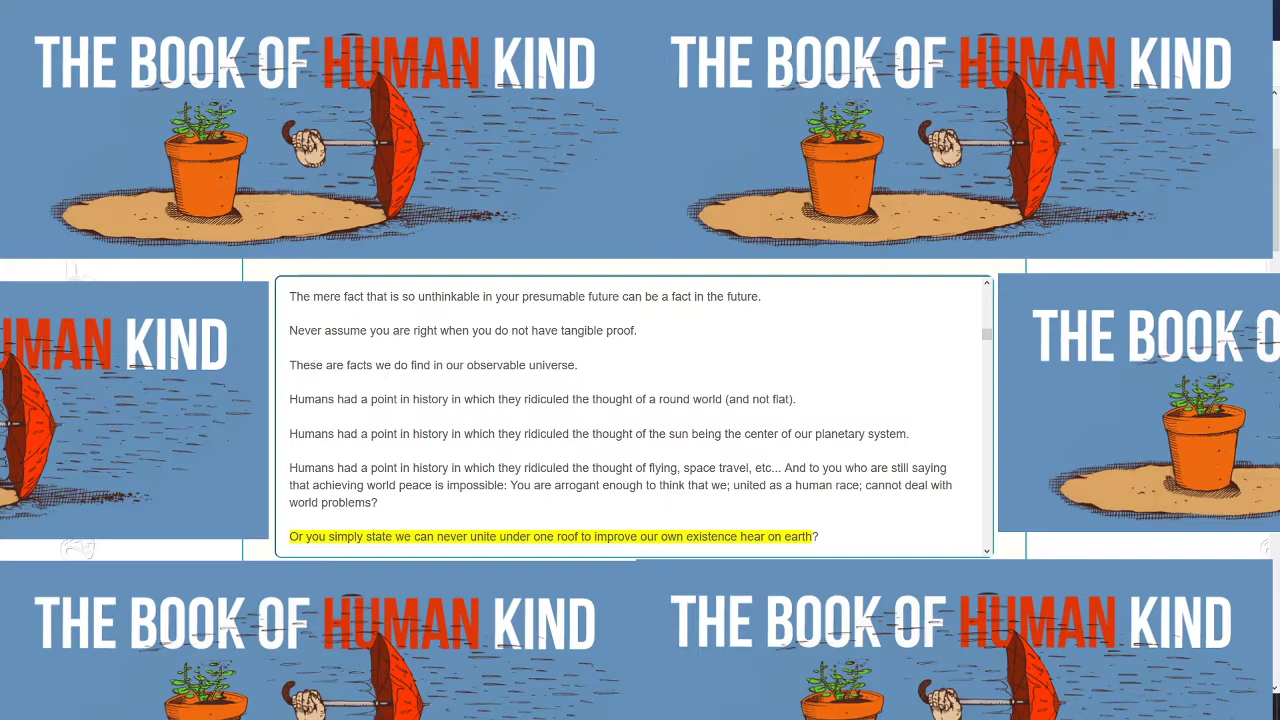 THE BOOK OF HUMAN KIND
THE BOOK OF HUMAN KIND
The mere fact that is so unthinkable in your presumable future can be a fact in the future.
Never assume you are right when you do not have tangible proof.
These are facts we do find in our observable universe.
Humans had a point in history in which they ridiculed the thought of a round world (and not flat).
Humans had a point in history in which they ridiculed the thought of the sun being the center of our planetary system.
Humans had a point in history in which they ridiculed the thought of flying, space travel, etc... And to you who are still saying
that achieving world peace is impossible: You are arrogant enough to think that we; united as a human race; cannot deal with
world problems?
Or you simply state we can never unite under one roof to improve our own existence hear on earth?
UMAN KIND
THE BOOK O
THE BOOK OF HUMAN KIND
THE BOOK OF HUMAN KIND